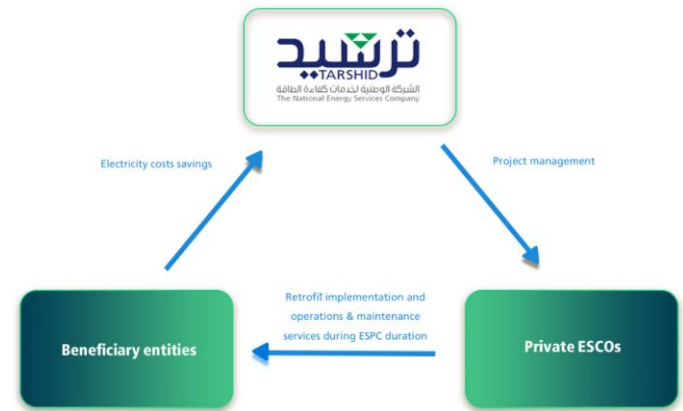 ترشيد
TARSHID
الشركة الوطنية لخدمات كفاءة الطاقة
The National Energy Services Company
Electricity costs savings
Project management
Retrofit implementation and
operations & maintenance
services during ESPC duration
Beneficiary entities
Private ESCOs